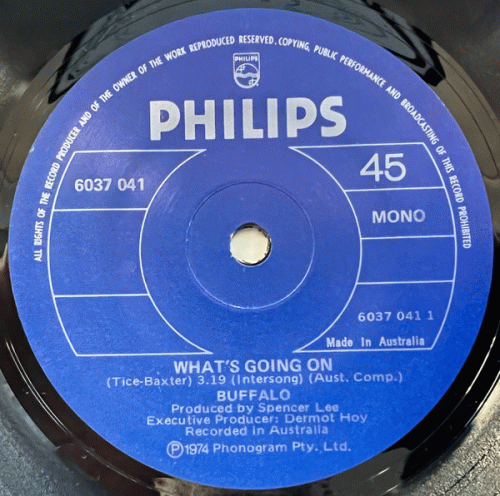 ALL RIGHTS OF THE RECORD PRODUCER AND OF THE OWNER OF THE WORK REPRODUCED RESERVED. COPYING, PUBLIC PERFORMANCE AND BROADCASTING OF THIS RECORD PROHIBITED
PHILIPS
PHILIPS
6037 041
45
MONO
6037 041 1
Made In Australia
WHAT'S GOING ON
(Tice-Baxter) 3.19 (Intersong) (Aust. Comp.)
BUFFALO
Produced by Spencer Lee
Executive Producer: Dermot Hoy
Recorded in Australia
Ⓟ1974 Phonogram Pty. Ltd.